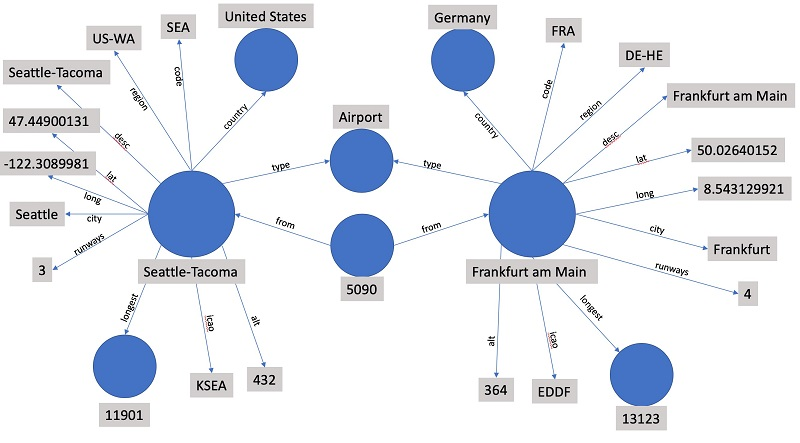 United States
Germany
SEA
FRA
US-WA
DE-HE
Seattle-Tacoma
code
code
Frankfurt am Main
region
country
country
region
47.44900131
Airport
desc
desc
50.02640152
-122.3089981
lat
type
type
lat
8.543129921
long
long
Seattle
city
from
from
city
Frankfurt
runways
runways
3
Seattle-Tacoma
5090
Frankfurt am Main
4
longest
icao
alt
alt
icao
longest
KSEA
432
364
EDDF
11901
13123